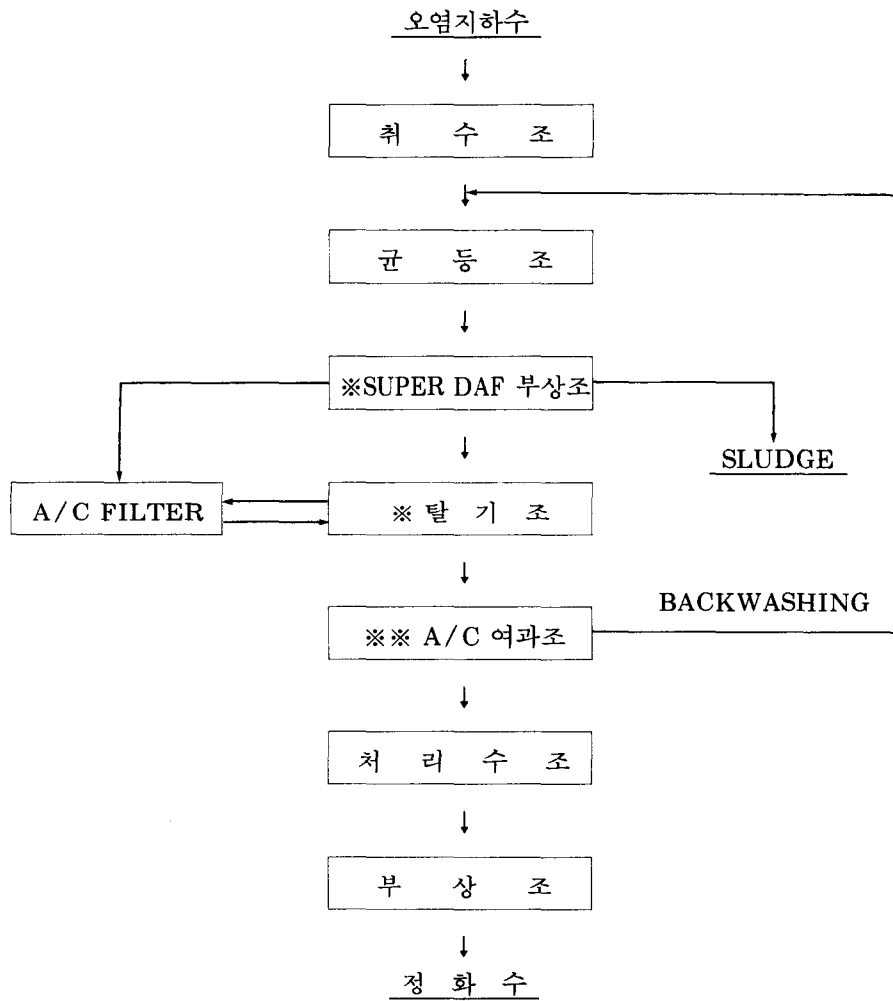 오염지하수
취 수 조
균 등 조
※SUPER DAF 부상조
SLUDGE
A/C FILTER
※ 탈 기 조
BACKWASHING
※※ A/C 여과조
처 리 수 조
부 상 조
정 화 수